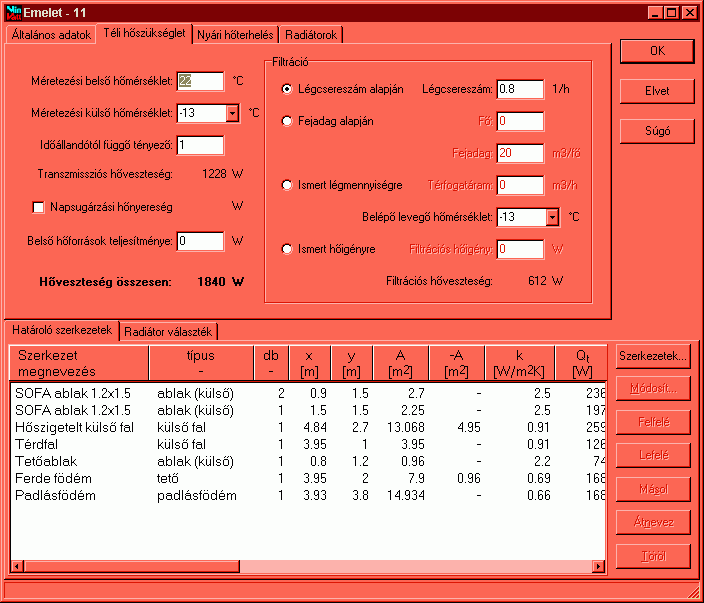 Emelet - 11
Általános adatok Téli hőszükséglet Nyári hőterhelés Radiátorok
OK
Elvet
Súgó
Méretezési belső hőmérséklet: 22 °C
Méretezési külső hőmérséklet: -13 °C
Időállandótól függő tényező: 1
Transzmissziós hőveszteség: 1228 W
Napsugárzási hőnyereség W
Belső hőforrások teljesítménye: 0 W
Hőveszteség összesen: 1840 W
Filtráció
Légcsereszám alapján Légcsereszám: 0.8 1/h
Fejadag alapján Fő: 0
Fejadag: 20 m3/fő
Ismert légmennyiségre Térfogatáram: 0 m3/h
Belépő levegő hőmérséklet: -13 °C
Ismert hőigényre Filtrációs hőigény: 0 W
Filtrációs hőveszteség: 612 W
Határoló szerkezetek Radiátor választék
Szerkezet típus db x y A -A k Qt
megnevezés - - [m] [m] [m2] [m2] [W/m2K] [W]
SOFA ablak 1.2x1.5 ablak (külső) 2 0.9 1.5 2.7 - 2.5 236
SOFA ablak 1.2x1.5 ablak (külső) 1 1.5 1.5 2.25 - 2.5 197
Hőszigetelt külső fal külső fal 1 4.84 2.7 13.068 4.95 0.91 259
Térdfal külső fal 1 3.95 1 3.95 - 0.91 126
Tetőablak ablak (külső) 1 0.8 1.2 0.96 - 2.2 74
Ferde födém tető 1 3.95 2 7.9 0.96 0.69 168
Padlásfödém padlásfödém 1 3.93 3.8 14.934 - 0.66 168
Szerkezetek...
Módosít...
Felfelé
Lefelé
Másol
Átnevez
Töröl